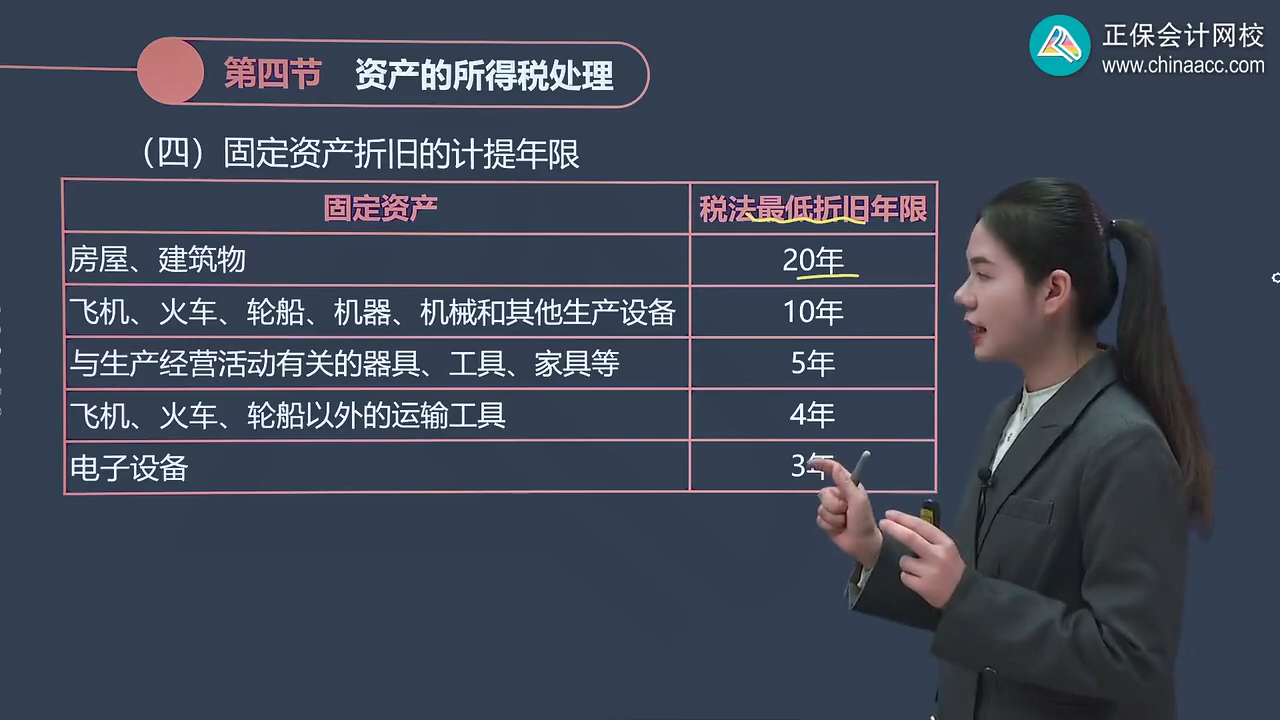 正保会计网校
www.chinaacc.com
第四节 资产的所得税处理
（四）固定资产折旧的计提年限
固定资产 税法最低折旧年限
房屋、建筑物 20年
飞机、火车、轮船、机器、机械和其他生产设备 10年
与生产经营活动有关的器具、工具、家具等 5年
飞机、火车、轮船以外的运输工具 4年
电子设备 3年